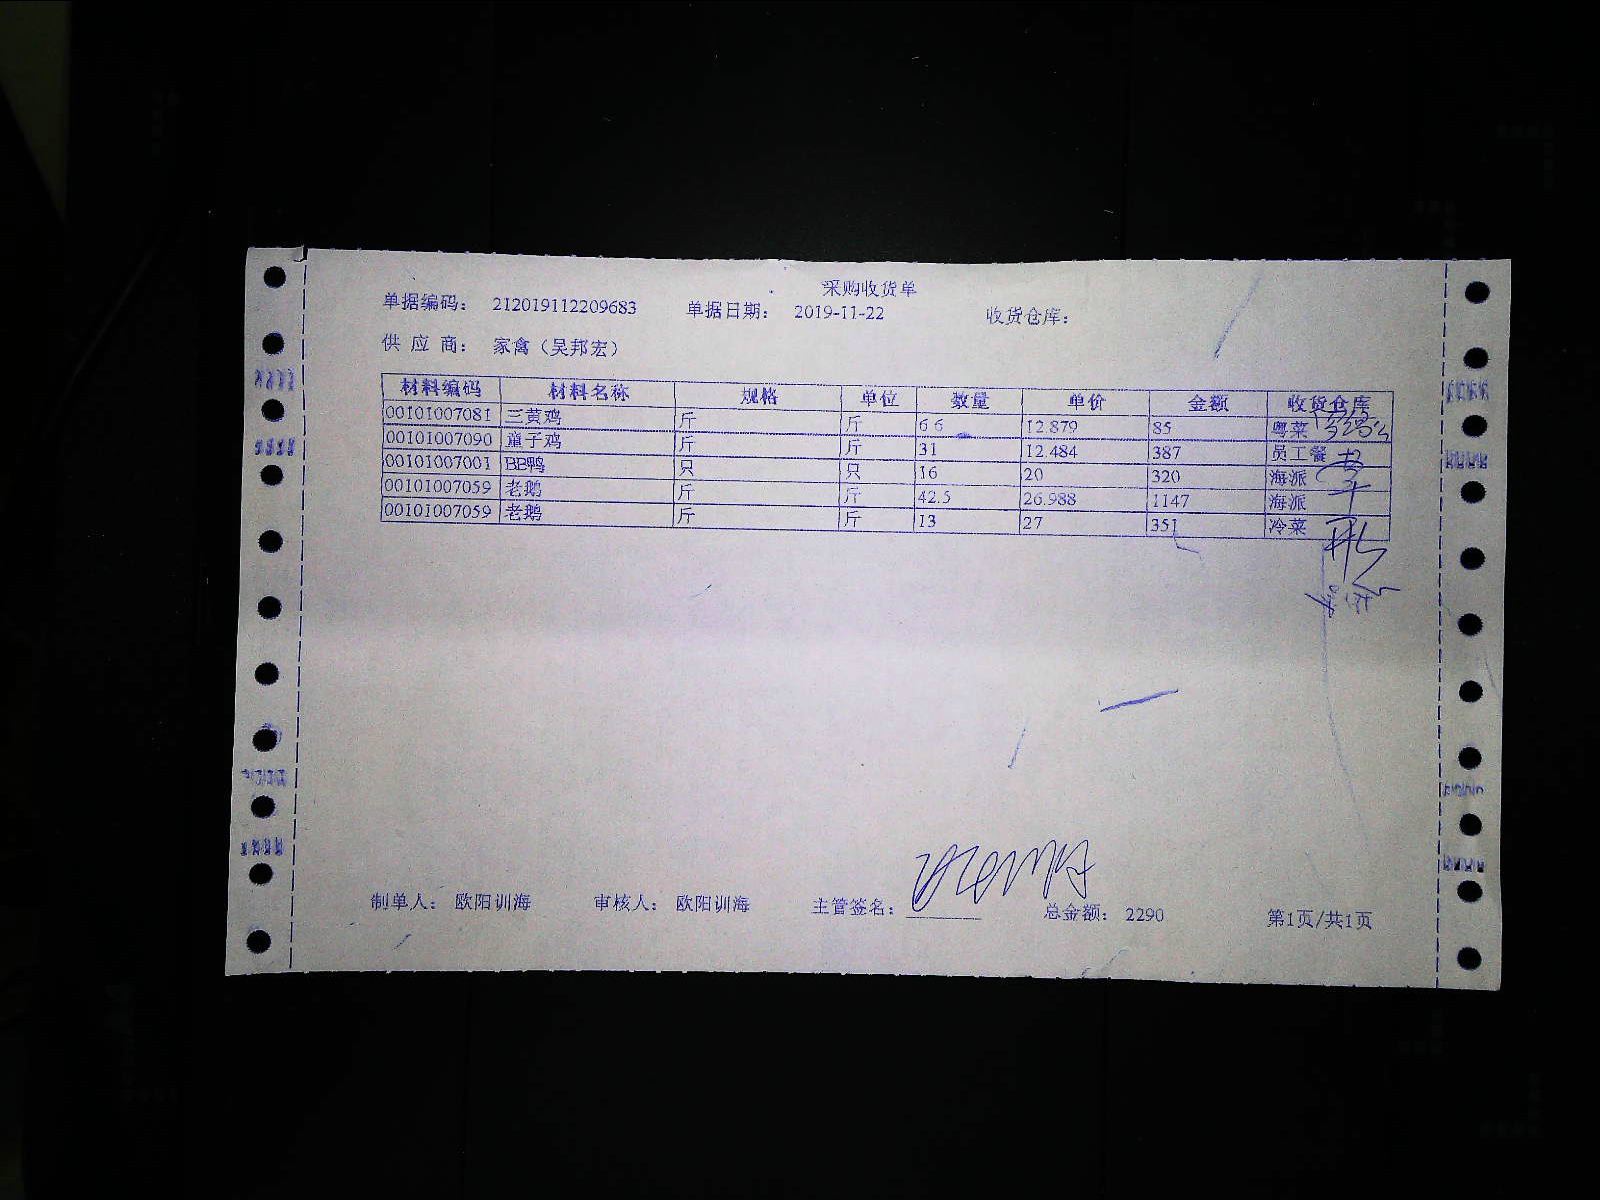 采购收货单
单据编码： 212019112209683 单据日期： 2019-11-22 收货仓库：
供 应 商： 家禽（吴邦宏）
材料编码 材料名称 规格 单位 数量 单价 金额 收货仓库
00101007081 三黄鸡 斤 斤 6.6 12.879 85 粤菜
00101007090 童子鸡 斤 斤 31 12.484 387 员工餐
00101007001 BB鸭 只 只 16 20 320 海派
00101007059 老鹅 斤 斤 42.5 26.988 1147 海派
00101007059 老鹅 斤 斤 13 27 351 冷菜
制单人： 欧阳训海 审核人： 欧阳训海 主管签名： 总金额： 2290 第1页/共1页